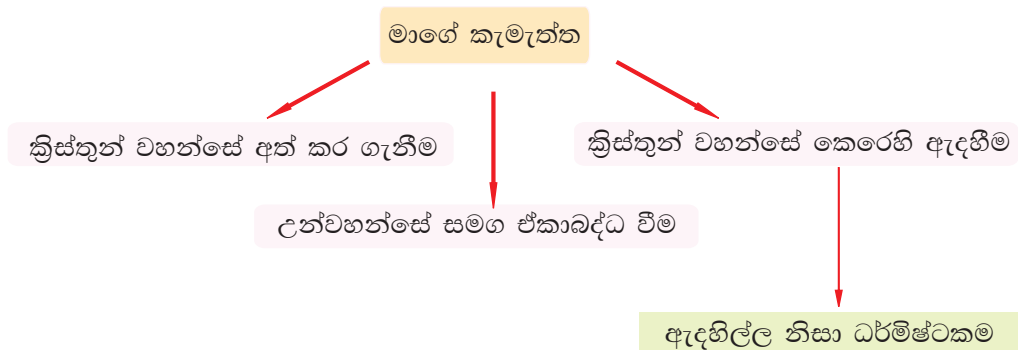 මාගේ කැමැත්ත
ක්‍රිස්තුන් වහන්සේ අත් කර ගැනීම
ක්‍රිස්තුන් වහන්සේ කෙරෙහි ඇදහීම
උන්වහන්සේ සමග ඒකාබද්ධ වීම
ඇදහිල්ල නිසා ධර්මිෂ්ටකම